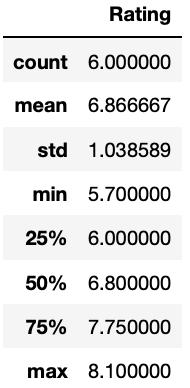 Rating
count 6.000000
mean 6.866667
std 1.038589
min 5.700000
25% 6.000000
50% 6.800000
75% 7.750000
max 8.100000